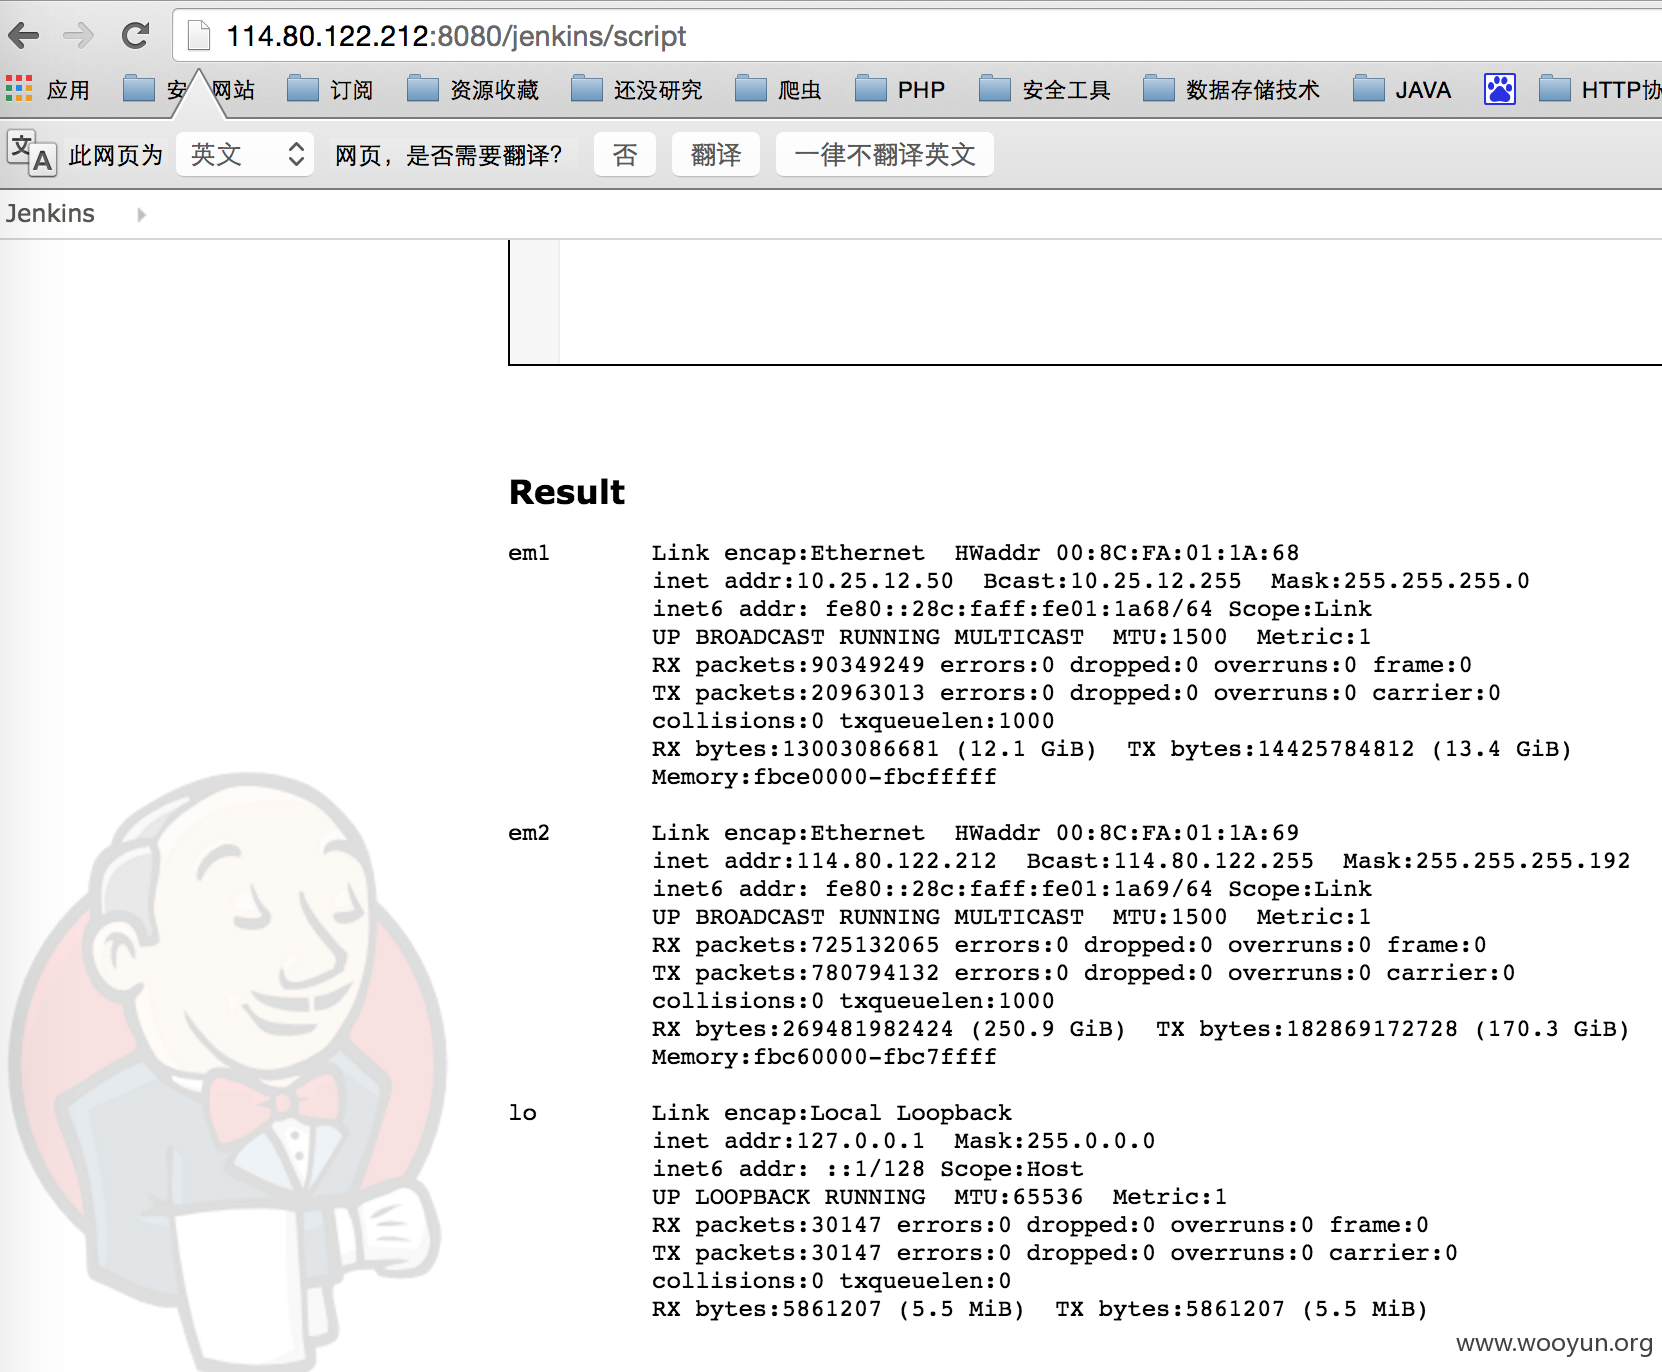 114.80.122.212:8080/jenkins/script
应用 安 网站 订阅 资源收藏 还没研究 爬虫 PHP 安全工具 数据存储技术 JAVA HTTP协
文A 此网页为 英文 网页，是否需要翻译？ 否 翻译 一律不翻译英文
Jenkins
Result
em1 Link encap:Ethernet HWaddr 00:8C:FA:01:1A:68
inet addr:10.25.12.50 Bcast:10.25.12.255 Mask:255.255.255.0
inet6 addr: fe80::28c:faff:fe01:1a68/64 Scope:Link
UP BROADCAST RUNNING MULTICAST MTU:1500 Metric:1
RX packets:90349249 errors:0 dropped:0 overruns:0 frame:0
TX packets:20963013 errors:0 dropped:0 overruns:0 carrier:0
collisions:0 txqueuelen:1000
RX bytes:13003086681 (12.1 GiB) TX bytes:14425784812 (13.4 GiB)
Memory:fbce0000-fbcfffff
em2 Link encap:Ethernet HWaddr 00:8C:FA:01:1A:69
inet addr:114.80.122.212 Bcast:114.80.122.255 Mask:255.255.255.192
inet6 addr: fe80::28c:faff:fe01:1a69/64 Scope:Link
UP BROADCAST RUNNING MULTICAST MTU:1500 Metric:1
RX packets:725132065 errors:0 dropped:0 overruns:0 frame:0
TX packets:780794132 errors:0 dropped:0 overruns:0 carrier:0
collisions:0 txqueuelen:1000
RX bytes:269481982424 (250.9 GiB) TX bytes:182869172728 (170.3 GiB)
Memory:fbc60000-fbc7ffff
lo Link encap:Local Loopback
inet addr:127.0.0.1 Mask:255.0.0.0
inet6 addr: ::1/128 Scope:Host
UP LOOPBACK RUNNING MTU:65536 Metric:1
RX packets:30147 errors:0 dropped:0 overruns:0 frame:0
TX packets:30147 errors:0 dropped:0 overruns:0 carrier:0
collisions:0 txqueuelen:0
RX bytes:5861207 (5.5 MiB) TX bytes:5861207 (5.5 MiB)
www.wooyun.org